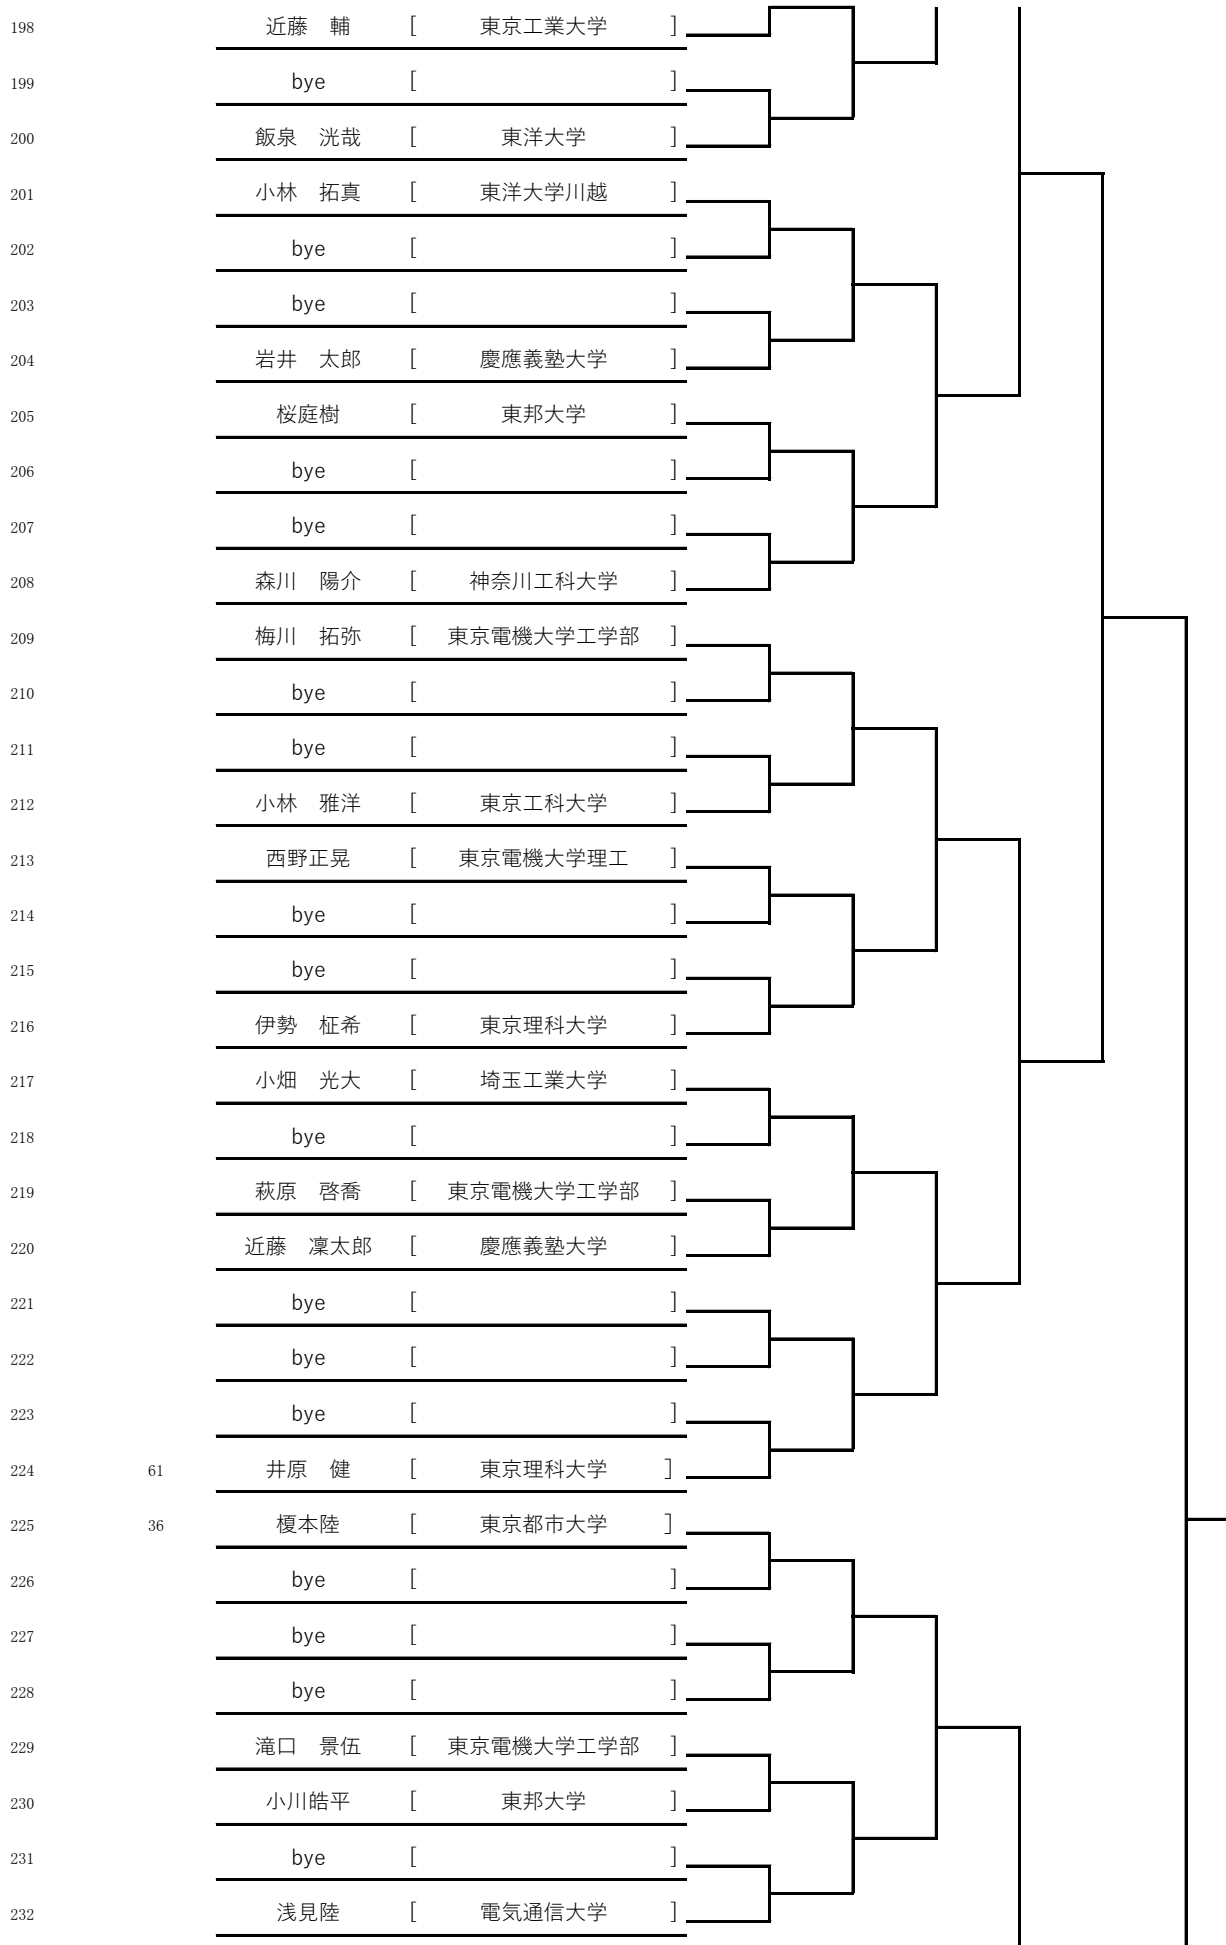 198 近藤　輔 [ 東京工業大学 ]
199 bye [ ]
200 飯泉　洸哉 [ 東洋大学 ]
201 小林　拓真 [ 東洋大学川越 ]
202 bye [ ]
203 bye [ ]
204 岩井　太郎 [ 慶應義塾大学 ]
205 桜庭樹 [ 東邦大学 ]
206 bye [ ]
207 bye [ ]
208 森川　陽介 [ 神奈川工科大学 ]
209 梅川　拓弥 [ 東京電機大学工学部 ]
210 bye [ ]
211 bye [ ]
212 小林　雅洋 [ 東京工科大学 ]
213 西野正晃 [ 東京電機大学理工 ]
214 bye [ ]
215 bye [ ]
216 伊勢　柾希 [ 東京理科大学 ]
217 小畑　光大 [ 埼玉工業大学 ]
218 bye [ ]
219 萩原　啓喬 [ 東京電機大学工学部 ]
220 近藤　凜太郎 [ 慶應義塾大学 ]
221 bye [ ]
222 bye [ ]
223 bye [ ]
224 61 井原　健 [ 東京理科大学 ]
225 36 榎本陸 [ 東京都市大学 ]
226 bye [ ]
227 bye [ ]
228 bye [ ]
229 滝口　景伍 [ 東京電機大学工学部 ]
230 小川皓平 [ 東邦大学 ]
231 bye [ ]
232 浅見陸 [ 電気通信大学 ]